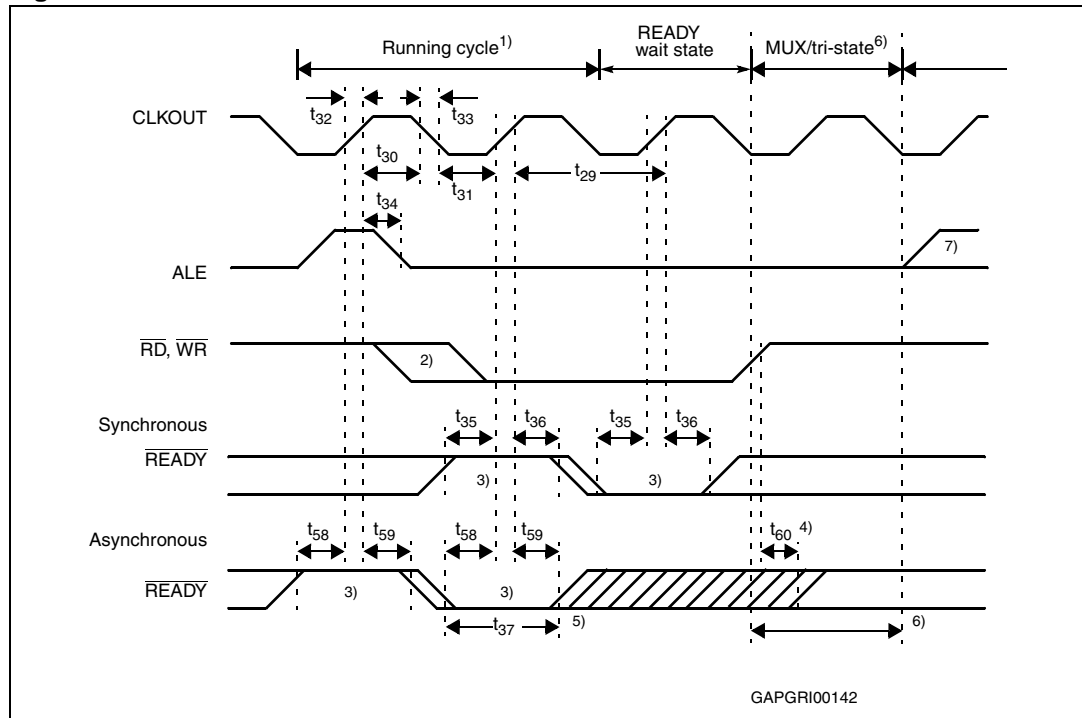 Running cycle1)
READY
wait state
MUX/tri-state6)
CLKOUT
t32
t33
t30
t31
t29
t34
ALE
7)
RD, WR
2)
Synchronous
READY
t35
t36
t35
t36
3)
3)
Asynchronous
READY
t58
t59
t58
t59
t60 4)
3)
3)
t37
5)
6)
GAPGRI00142